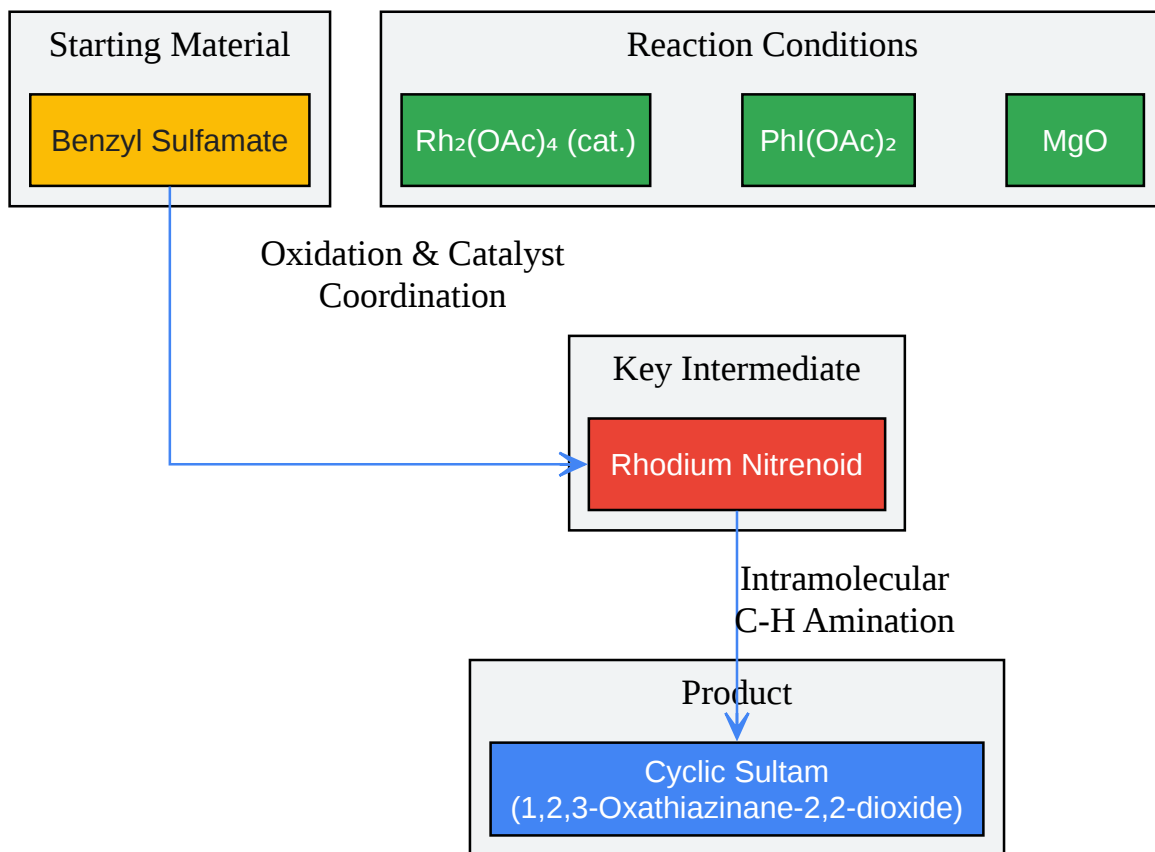 Starting Material
Benzyl Sulfamate
Reaction Conditions
Rh₂(OAc)₄ (cat.)
PhI(OAc)₂
MgO
Oxidation & Catalyst
Coordination
Key Intermediate
Rhodium Nitrenoid
Intramolecular
C-H Amination
Product
Cyclic Sultam
(1,2,3-Oxathiazinane-2,2-dioxide)